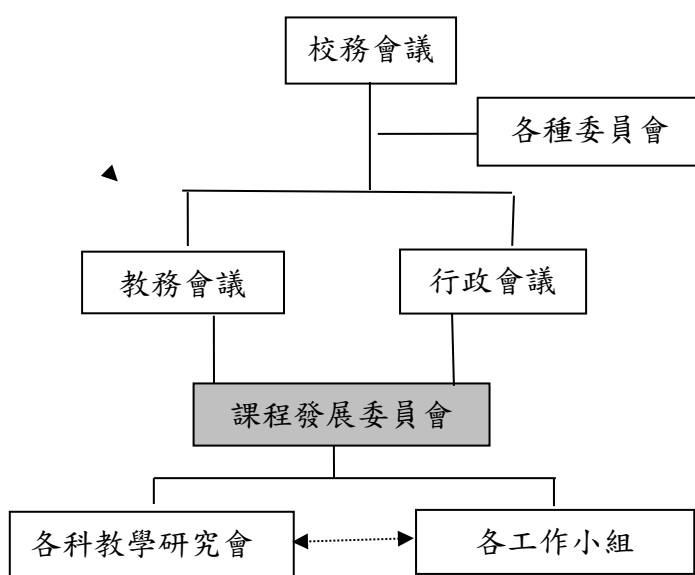 校務會議
各種委員會
教務會議
行政會議
課程發展委員會
各科教學研究會
各工作小組